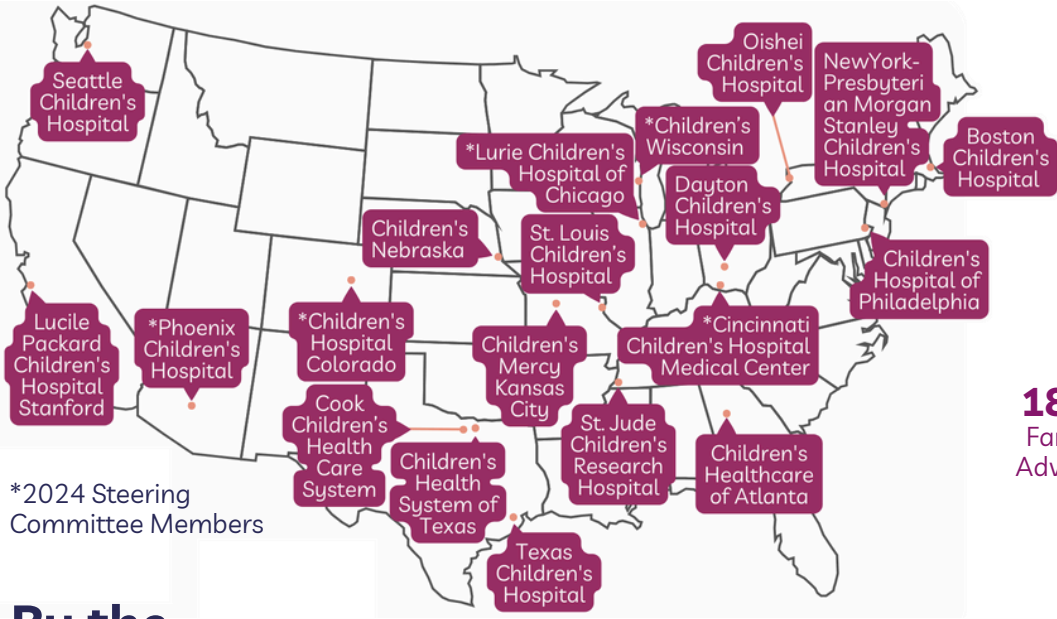 Seattle
Children's
Hospital
Oishei
Children's
Hospital
NewYork-
Presbyteri
an Morgan
Stanley
Children's
Hospital
Boston
Children's
Hospital
*Children's
Wisconsin
*Lurie Children's
Hospital of
Chicago
Dayton
Children's
Hospital
Children's
Nebraska
St. Louis
Children's
Hospital
Children's
Hospital of
Philadelphia
Lucile
Packard
Children's
Hospital
Stanford
*Phoenix
Children's
Hospital
*Children's
Hospital
Colorado
Children's
Mercy
Kansas
City
*Cincinnati
Children's Hospital
Medical Center
Cook
Children's
Health
Care
System
Children's
Health
System of
Texas
St. Jude
Children's
Research
Hospital
Children's
Healthcare
of Atlanta
Texas
Children's
Hospital
*2024 Steering
Committee Members
By the